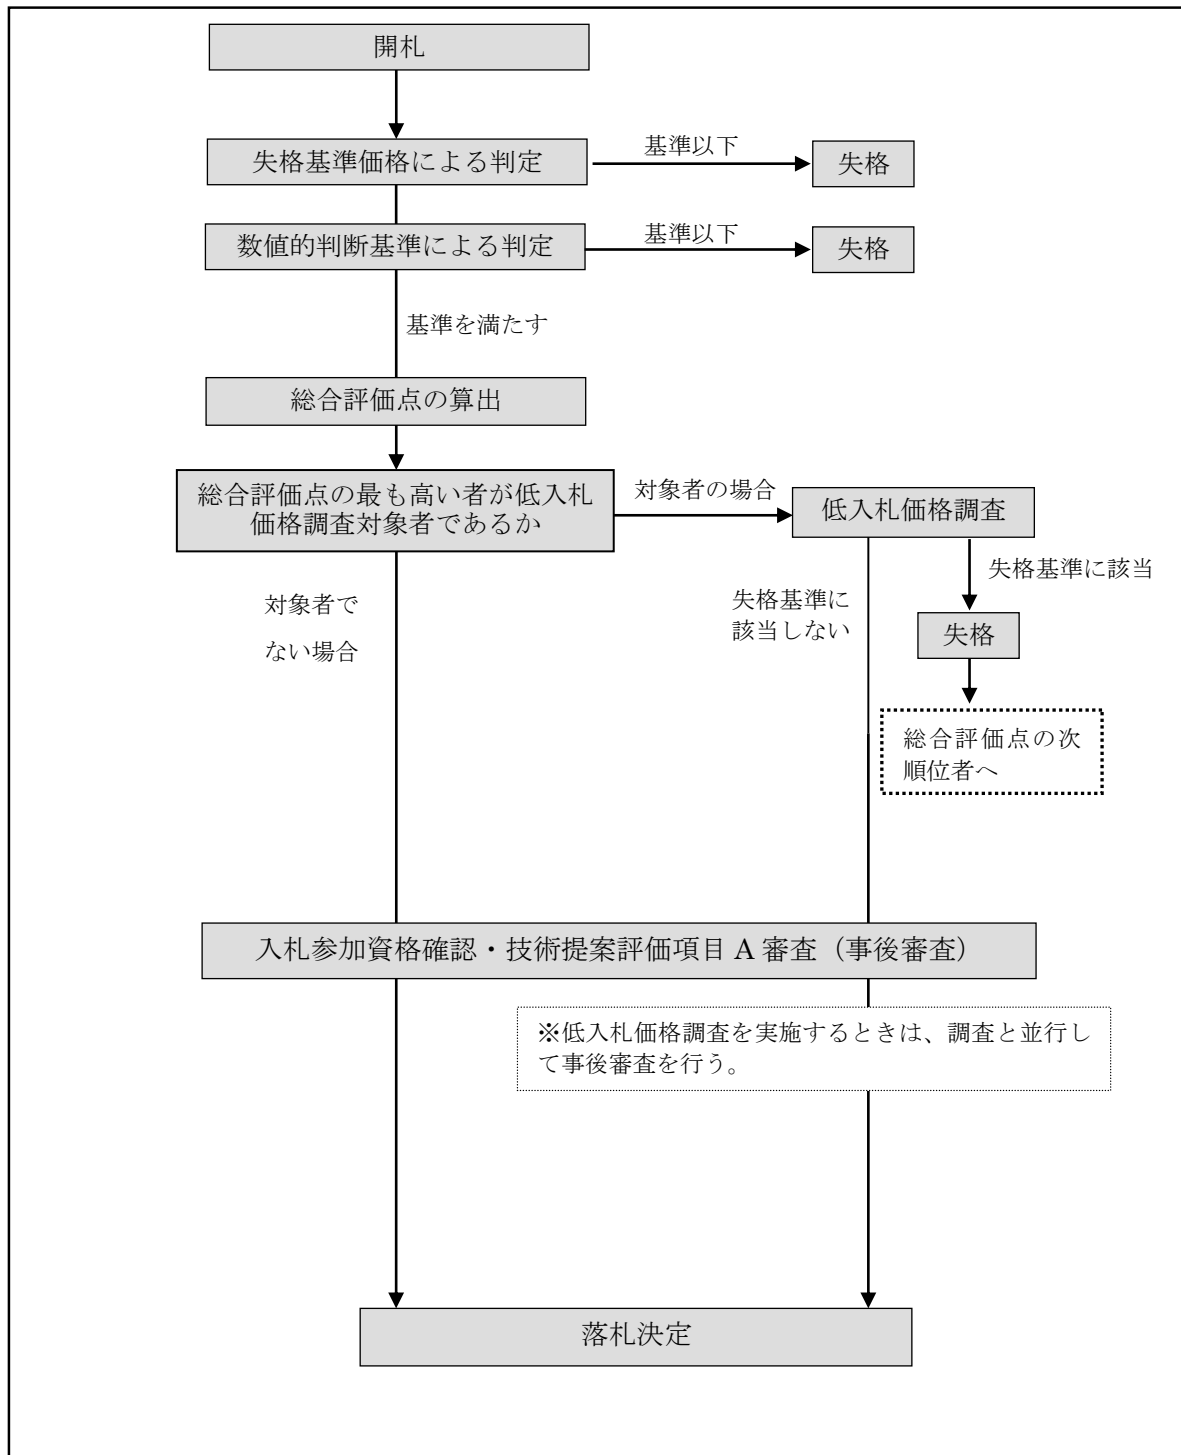 開札
失格基準価格による判定
基準以下
失格
数値的判断基準による判定
基準以下
失格
基準を満たす
総合評価点の算出
総合評価点の最も高い者が低入札
価格調査対象者であるか
対象者の場合
低入札価格調査
対象者で
ない場合
失格基準に
該当しない
失格基準に該当
失格
総合評価点の次
順位者へ
入札参加資格確認・技術提案評価項目 A 審査（事後審査）
※低入札価格調査を実施するときは、調査と並行し
て事後審査を行う。
落札決定